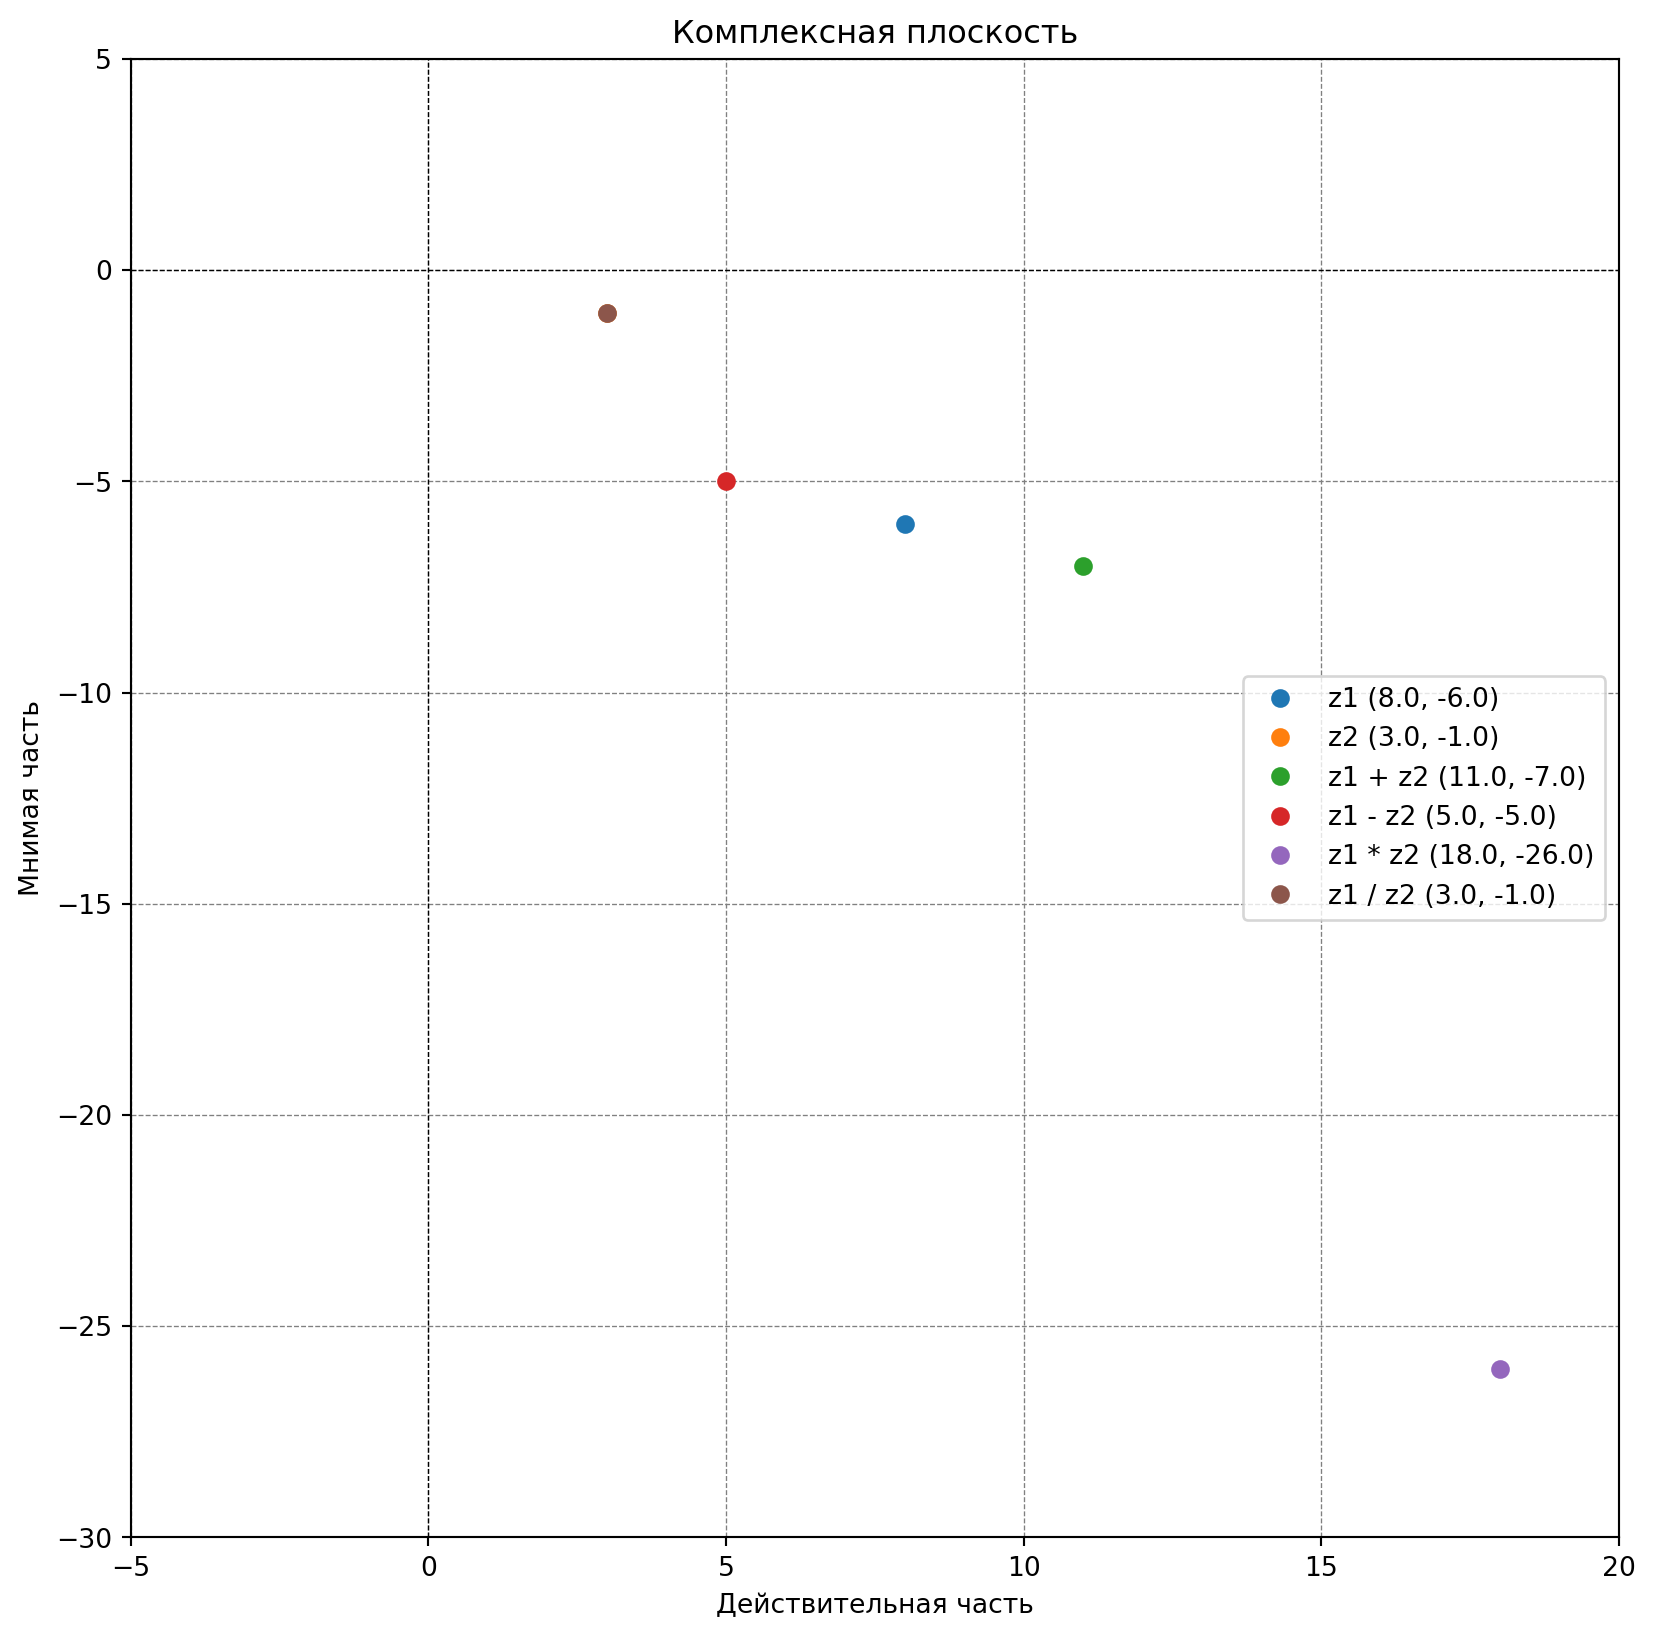 Комплексная плоскость
5
0
−5
−10
−15
−20
−25
−30
Мнимая часть
z1 (8.0, -6.0)
z2 (3.0, -1.0)
z1 + z2 (11.0, -7.0)
z1 - z2 (5.0, -5.0)
z1 * z2 (18.0, -26.0)
z1 / z2 (3.0, -1.0)
−5 0 5 10 15 20
Действительная часть